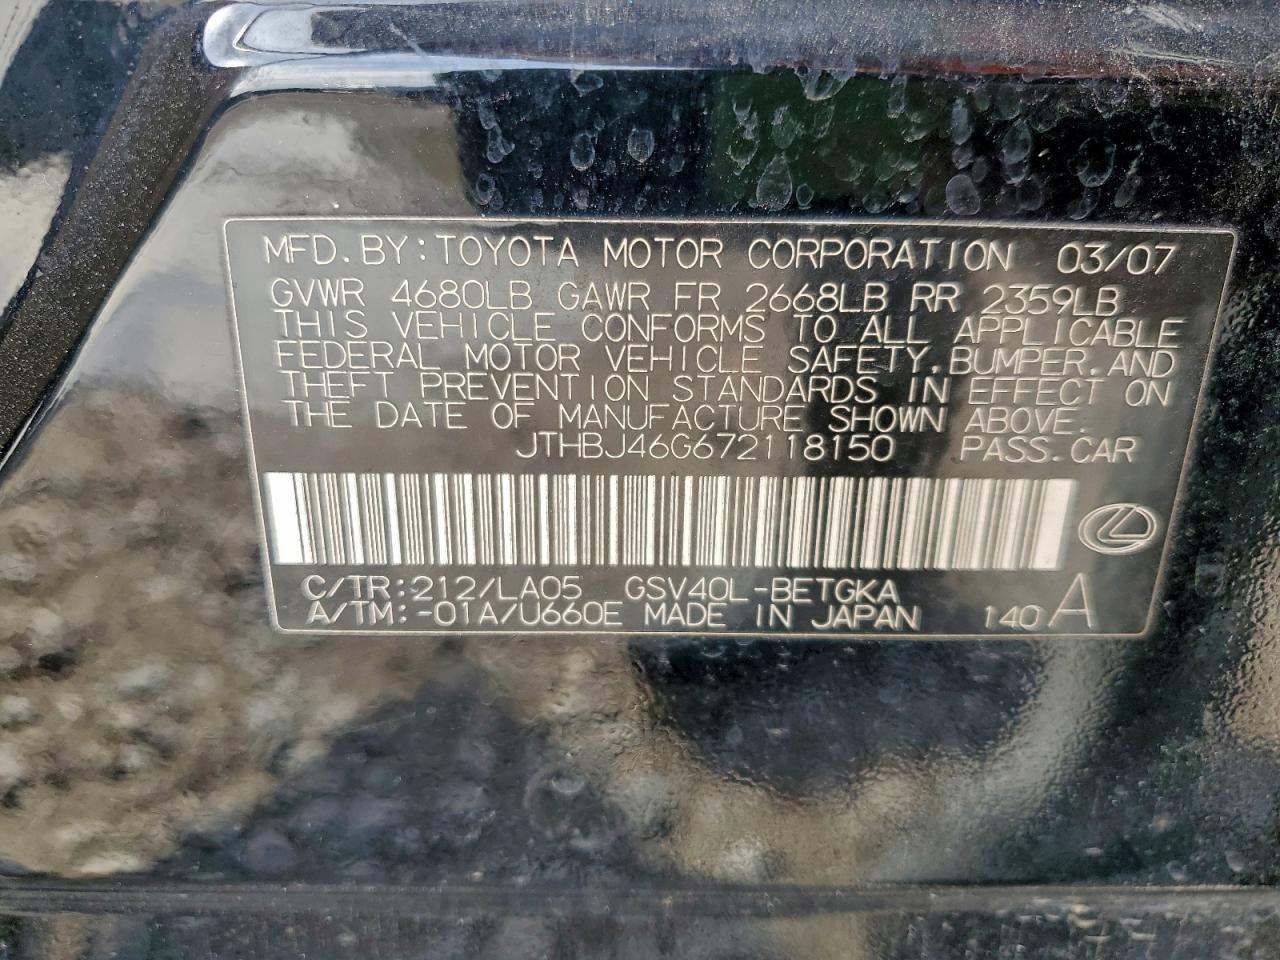 MFD. BY: TOYOTA MOTOR CORPORATION 03/07
GVWR 4680LB GAWR FR 2668LB RR 2359LB
THIS VEHICLE CONFORMS TO ALL APPLICABLE
FEDERAL MOTOR VEHICLE SAFETY, BUMPER, AND
THEFT PREVENTION STANDARDS IN EFFECT ON
THE DATE OF MANUFACTURE SHOWN ABOVE.
JTHBJ46G672118150 PASS. CAR
C/TR: 212/LA05 GSV40L-BETGKA
A/TM: -01A/U660E MADE IN JAPAN 140 A